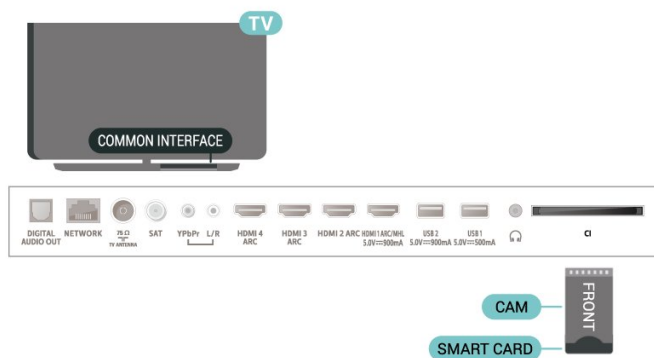 TV
COMMON INTERFACE
DIGITAL
AUDIO OUT
NETWORK
75 Ω
TV ANTENNA
SAT
YPbPr L/R
HDMI 4
ARC
HDMI 3
ARC
HDMI 2 ARC
HDMI 1 ARC/MHL
5.0V⎓900mA
USB 2
5.0V⎓900mA
USB 1
5.0V⎓500mA
CI
CAM
FRONT
SMART CARD